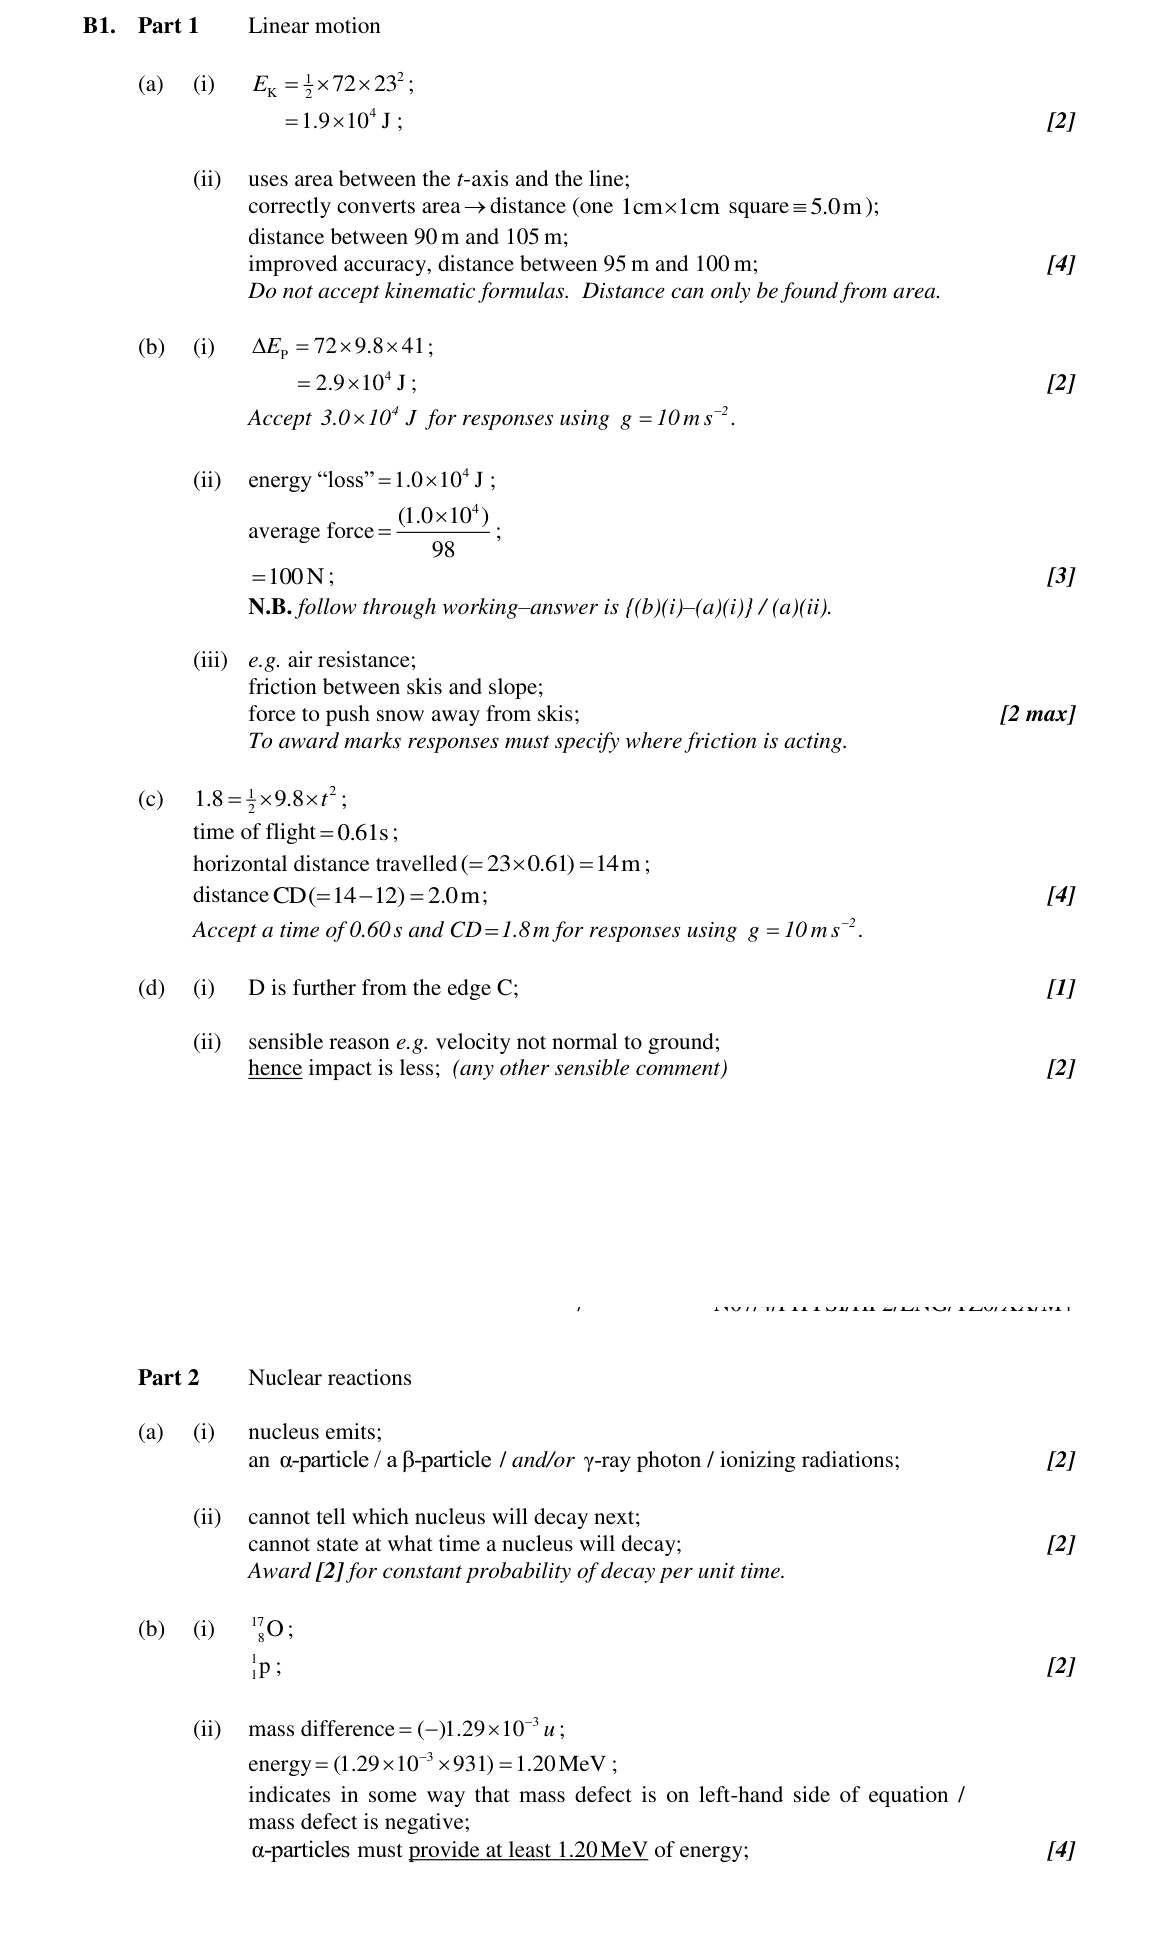 B1. Part 1 Linear motion
(a) (i) E_K = ½ × 72 × 23² ;
= 1.9 × 10⁴ J ; [2]
(ii) uses area between the t-axis and the line;
correctly converts area → distance (one 1cm × 1cm square ≡ 5.0 m );
distance between 90 m and 105 m;
improved accuracy, distance between 95 m and 100 m; [4]
Do not accept kinematic formulas. Distance can only be found from area.
(b) (i) ΔE_P = 72 × 9.8 × 41 ;
= 2.9 × 10⁴ J ; [2]
Accept 3.0 × 10⁴ J for responses using g = 10 m s⁻².
(ii) energy “loss” = 1.0 × 10⁴ J ;
average force = (1.0 × 10⁴) / 98 ;
= 100 N ; [3]
N.B. follow through working–answer is {(b)(i)–(a)(i)} / (a)(ii).
(iii) e.g. air resistance;
friction between skis and slope;
force to push snow away from skis; [2 max]
To award marks responses must specify where friction is acting.
(c) 1.8 = ½ × 9.8 × t² ;
time of flight = 0.61s ;
horizontal distance travelled (= 23 × 0.61) = 14 m ;
distance CD (= 14 − 12) = 2.0 m; [4]
Accept a time of 0.60 s and CD = 1.8 m for responses using g = 10 m s⁻².
(d) (i) D is further from the edge C; [1]
(ii) sensible reason e.g. velocity not normal to ground;
hence impact is less; (any other sensible comment) [2]
Part 2 Nuclear reactions
(a) (i) nucleus emits;
an α-particle / a β-particle / and/or γ-ray photon / ionizing radiations; [2]
(ii) cannot tell which nucleus will decay next;
cannot state at what time a nucleus will decay; [2]
Award [2] for constant probability of decay per unit time.
(b) (i) ¹⁷₈O ;
¹₁p ; [2]
(ii) mass difference = (−)1.29 × 10⁻³ u ;
energy = (1.29 × 10⁻³ × 931) = 1.20 MeV ;
indicates in some way that mass defect is on left-hand side of equation /
mass defect is negative;
α-particles must provide at least 1.20 MeV of energy; [4]